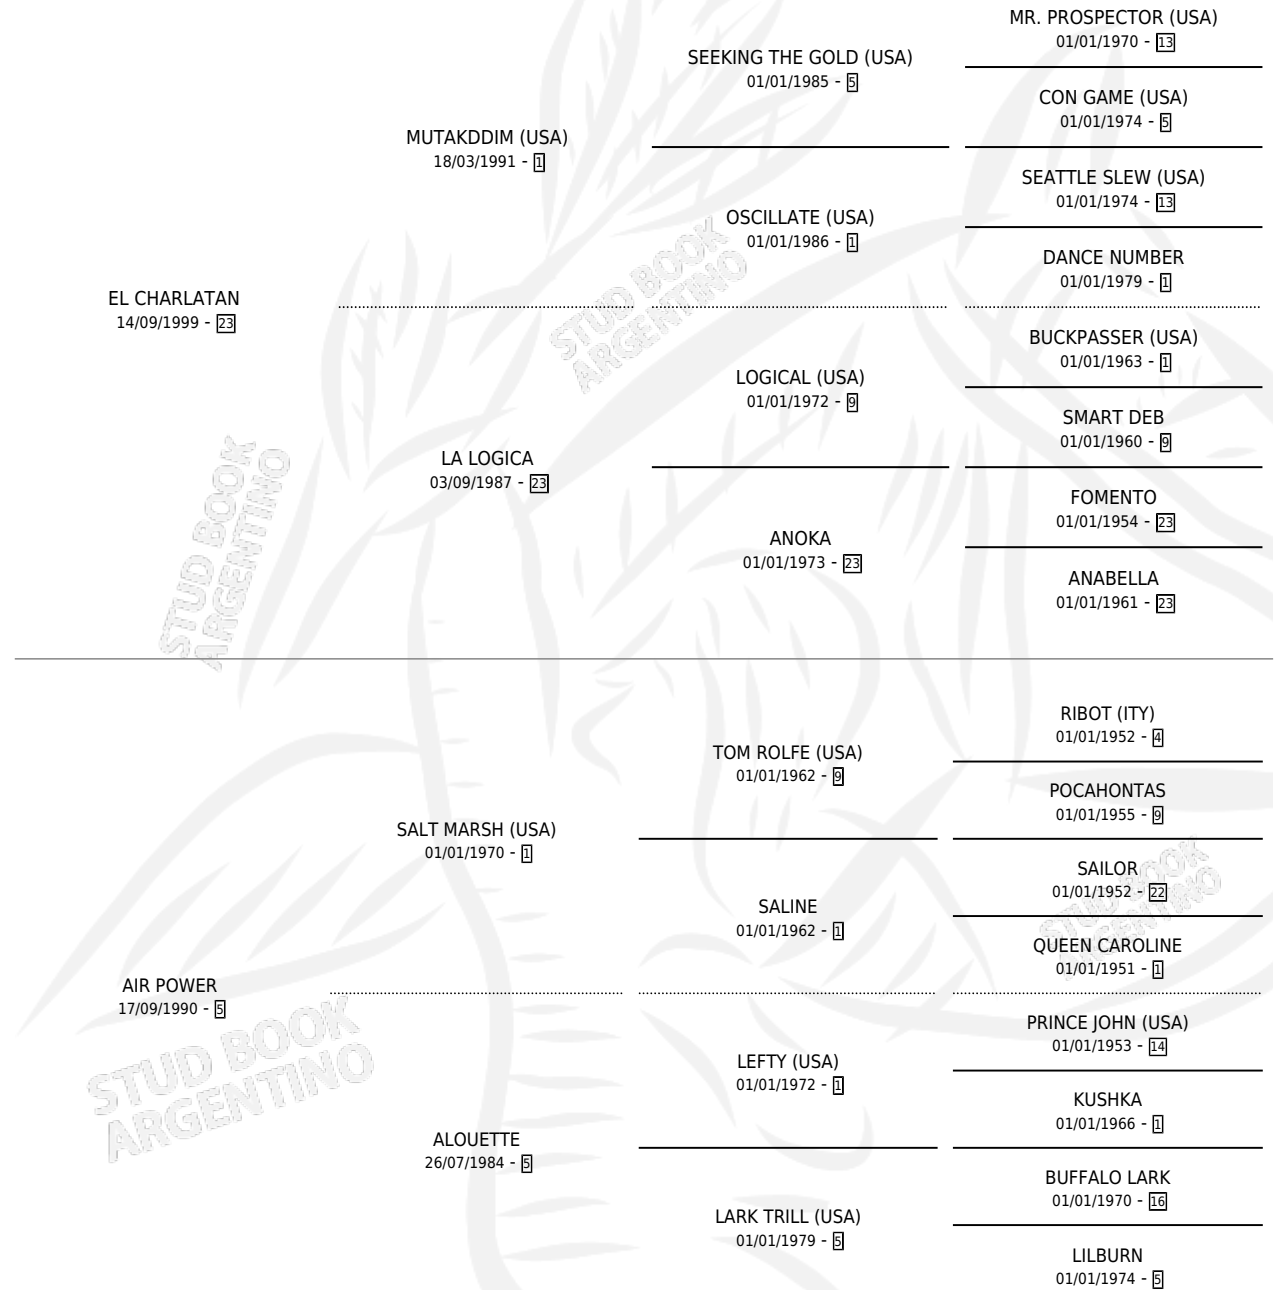 MR. PROSPECTOR (USA)
01/01/1970 - 13
SEEKING THE GOLD (USA)
01/01/1985 - 5
CON GAME (USA)
01/01/1974 - 5
MUTAKDDIM (USA)
18/03/1991 - 1
SEATTLE SLEW (USA)
01/01/1974 - 13
OSCILLATE (USA)
01/01/1986 - 1
DANCE NUMBER
01/01/1979 - 1
EL CHARLATAN
14/09/1999 - 23
BUCKPASSER (USA)
01/01/1963 - 1
LOGICAL (USA)
01/01/1972 - 9
SMART DEB
01/01/1960 - 9
LA LOGICA
03/09/1987 - 23
FOMENTO
01/01/1954 - 23
ANOKA
01/01/1973 - 23
ANABELLA
01/01/1961 - 23
RIBOT (ITY)
01/01/1952 - 4
TOM ROLFE (USA)
01/01/1962 - 9
POCAHONTAS
01/01/1955 - 9
SALT MARSH (USA)
01/01/1970 - 1
SAILOR
01/01/1952 - 22
SALINE
01/01/1962 - 1
QUEEN CAROLINE
01/01/1951 - 1
AIR POWER
17/09/1990 - 5
PRINCE JOHN (USA)
01/01/1953 - 14
LEFTY (USA)
01/01/1972 - 1
KUSHKA
01/01/1966 - 1
ALOUETTE
26/07/1984 - 5
BUFFALO LARK
01/01/1970 - 16
LARK TRILL (USA)
01/01/1979 - 5
LILBURN
01/01/1974 - 5
STUD BOOK
ARGENTINO
STUD BOOK
ARGENTINO
STUD BOOK
ARGENTINO
STUD BOOK
ARGENTINO